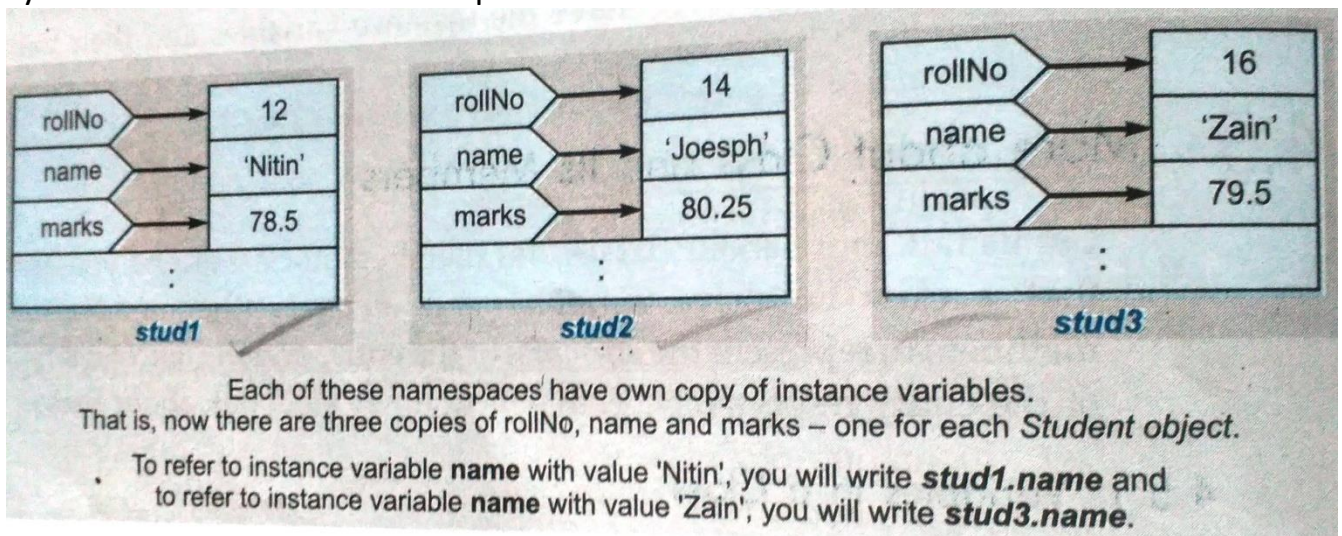 rollNo 12
name 'Nitin'
marks 78.5
:
stud1
rollNo 14
name 'Joesph'
marks 80.25
:
stud2
rollNo 16
name 'Zain'
marks 79.5
:
stud3
Each of these namespaces have own copy of instance variables.
That is, now there are three copies of rollNo, name and marks – one for each Student object.
To refer to instance variable name with value 'Nitin', you will write stud1.name and
to refer to instance variable name with value 'Zain', you will write stud3.name.